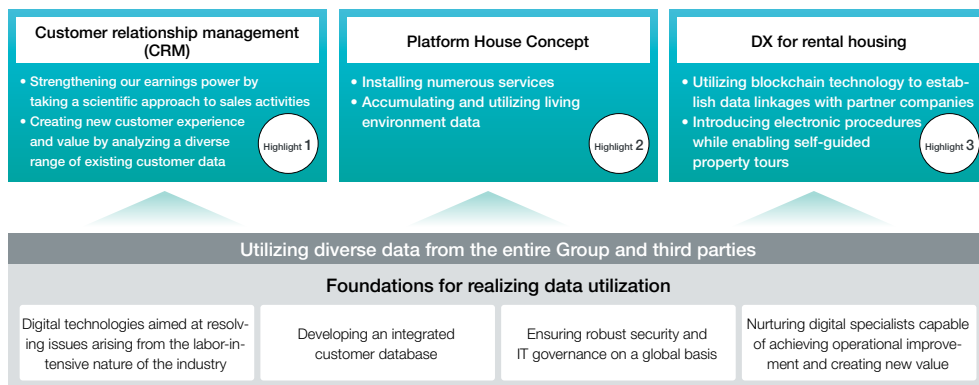 Customer relationship management
(CRM)
• Strengthening our earnings power by
taking a scientific approach to sales activities
• Creating new customer experience
and value by analyzing a diverse
range of existing customer data
Highlight 1
Platform House Concept
• Installing numerous services
• Accumulating and utilizing living
environment data
Highlight 2
DX for rental housing
• Utilizing blockchain technology to estab-
lish data linkages with partner companies
• Introducing electronic procedures
while enabling self-guided
property tours
Highlight 3
Utilizing diverse data from the entire Group and third parties
Foundations for realizing data utilization
Digital technologies aimed at resolv-
ing issues arising from the labor-in-
tensive nature of the industry
Developing an integrated
customer database
Ensuring robust security and
IT governance on a global basis
Nurturing digital specialists capable
of achieving operational improve-
ment and creating new value